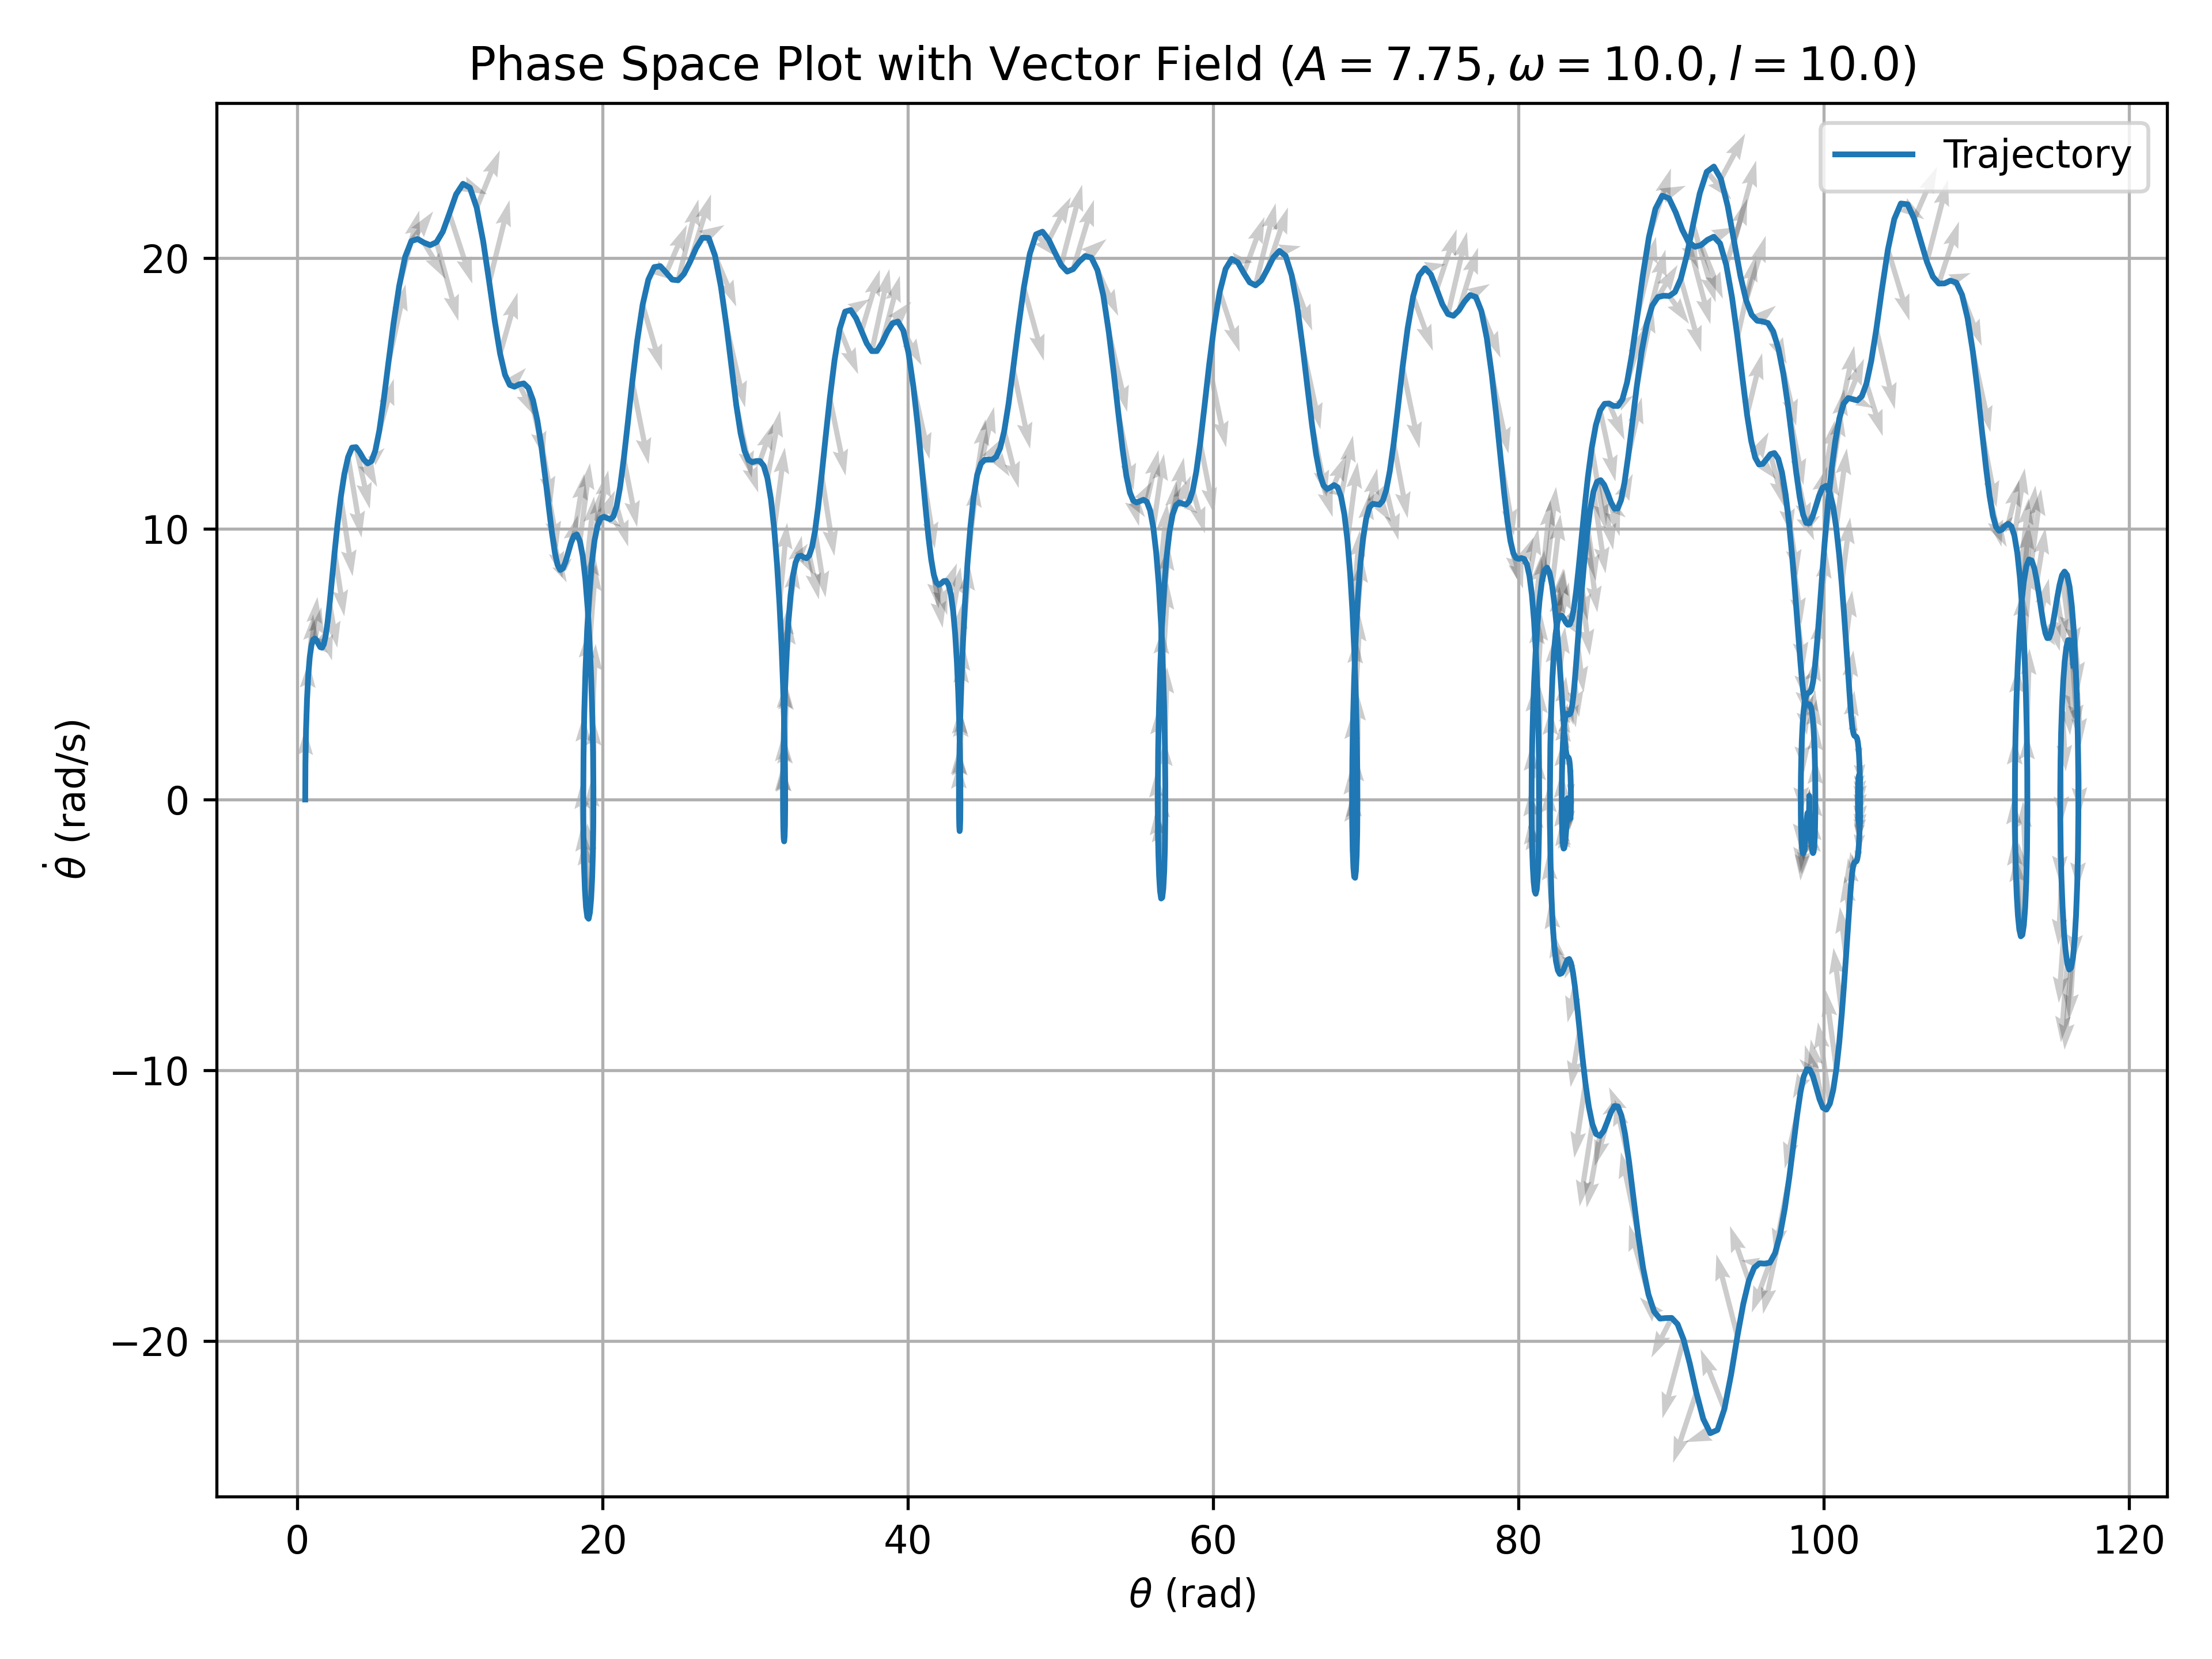 Phase Space Plot with Vector Field (A = 7.75, ω = 10.0, l = 10.0)
Trajectory
20
10
0
−10
−20
θ̇ (rad/s)
0 20 40 60 80 100 120
θ (rad)